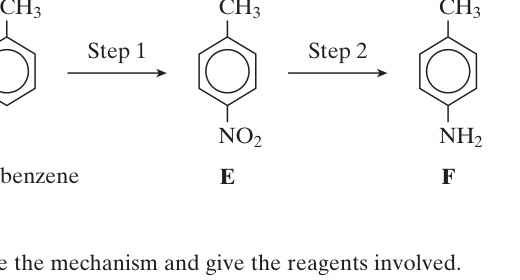 CH3 CH3 CH3
Step 1 Step 2
NO2 NH2
benzene E F
the mechanism and give the reagents involved.